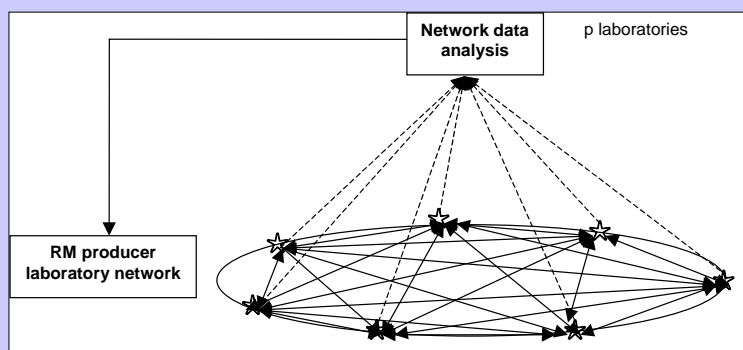 Network data
analysis
p laboratories
RM producer
laboratory network